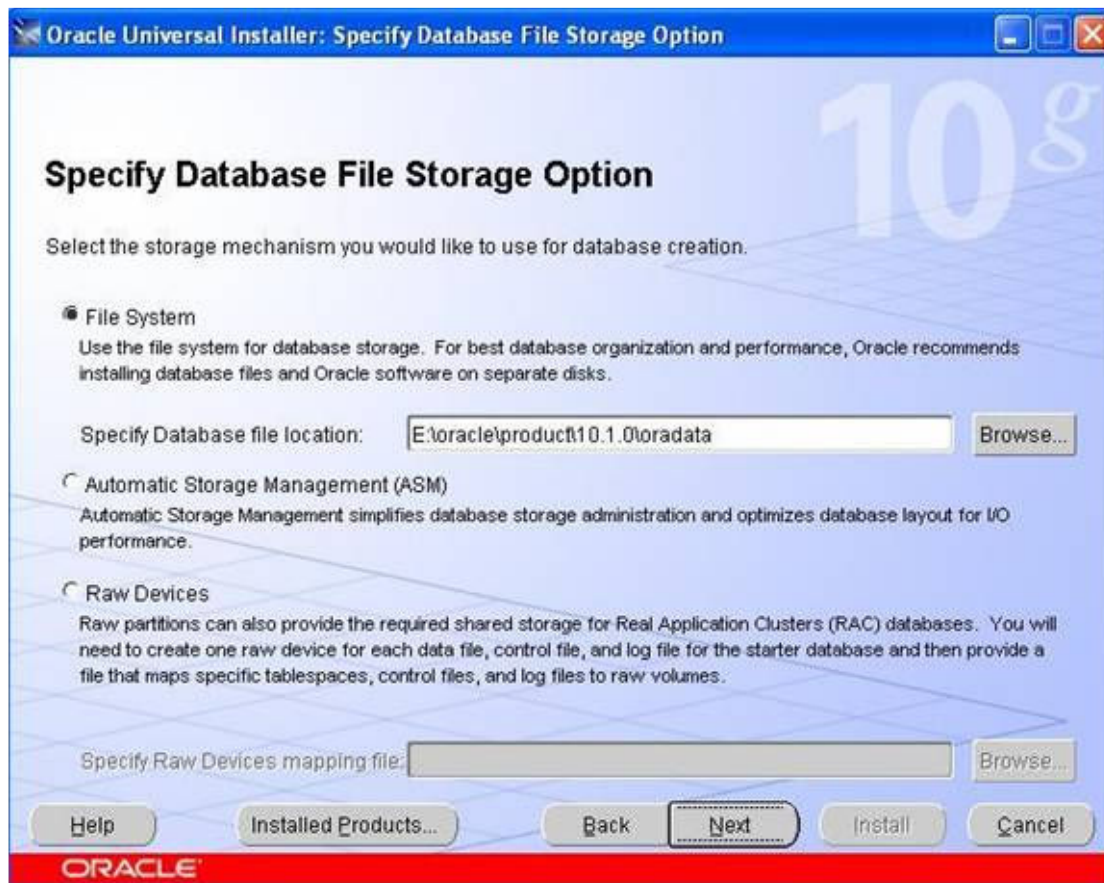 Oracle Universal Installer: Specify Database File Storage Option
10g
Specify Database File Storage Option
Select the storage mechanism you would like to use for database creation.
File System
Use the file system for database storage. For best database organization and performance, Oracle recommends
installing database files and Oracle software on separate disks.
Specify Database file location: E:\oracle\product\10.1.0\oradata Browse...
Automatic Storage Management (ASM)
Automatic Storage Management simplifies database storage administration and optimizes database layout for I/O
performance.
Raw Devices
Raw partitions can also provide the required shared storage for Real Application Clusters (RAC) databases. You will
need to create one raw device for each data file, control file, and log file for the starter database and then provide a
file that maps specific tablespaces, control files, and log files to raw volumes.
Specify Raw Devices mapping file: Browse...
Help Installed Products... Back Next Install Cancel
ORACLE